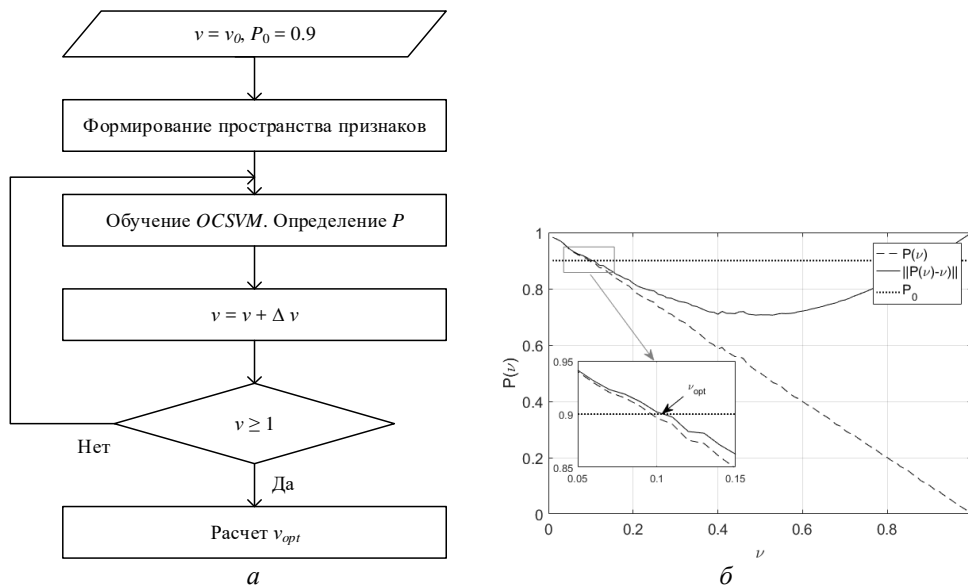 v = v0, P0 = 0.9
Формирование пространства признаков
Обучение OCSVM. Определение P
v = v + Δ v
v ≥ 1
Нет
Да
Расчет vopt
а
1
0.8
0.6
0.4
0.2
0
P(ν)
0
0.2
0.4
0.6
0.8
ν
P(ν)
||P(ν)-ν)||
P0
0.95
0.9
0.85
0.05
0.1
0.15
νopt
б